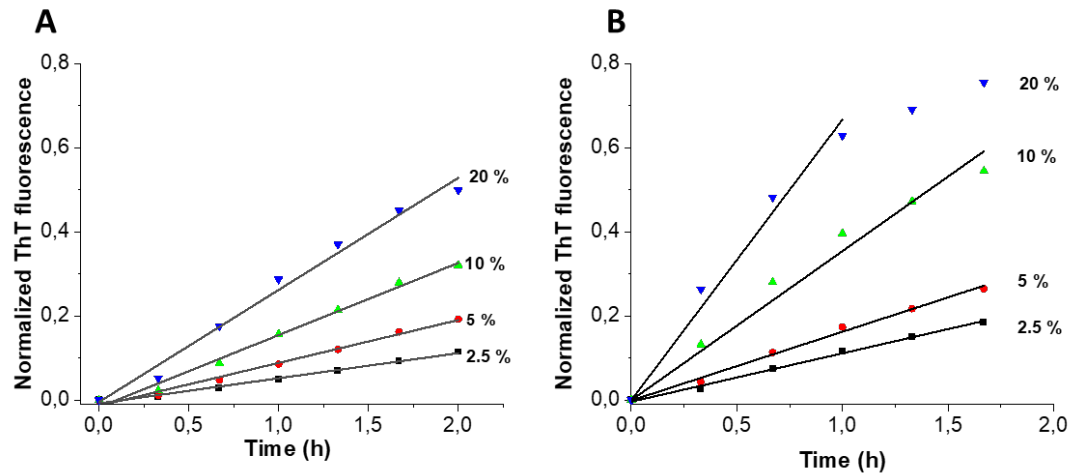 A
Normalized ThT fluorescence
0,8
0,6
0,4
0,2
0,0
20 %
10 %
5 %
2.5 %
0,0 0,5 1,0 1,5 2,0
Time (h)
B
Normalized ThT fluorescence
0,8
0,6
0,4
0,2
0,0
20 %
10 %
5 %
2.5 %
0,0 0,5 1,0 1,5 2,0
Time (h)